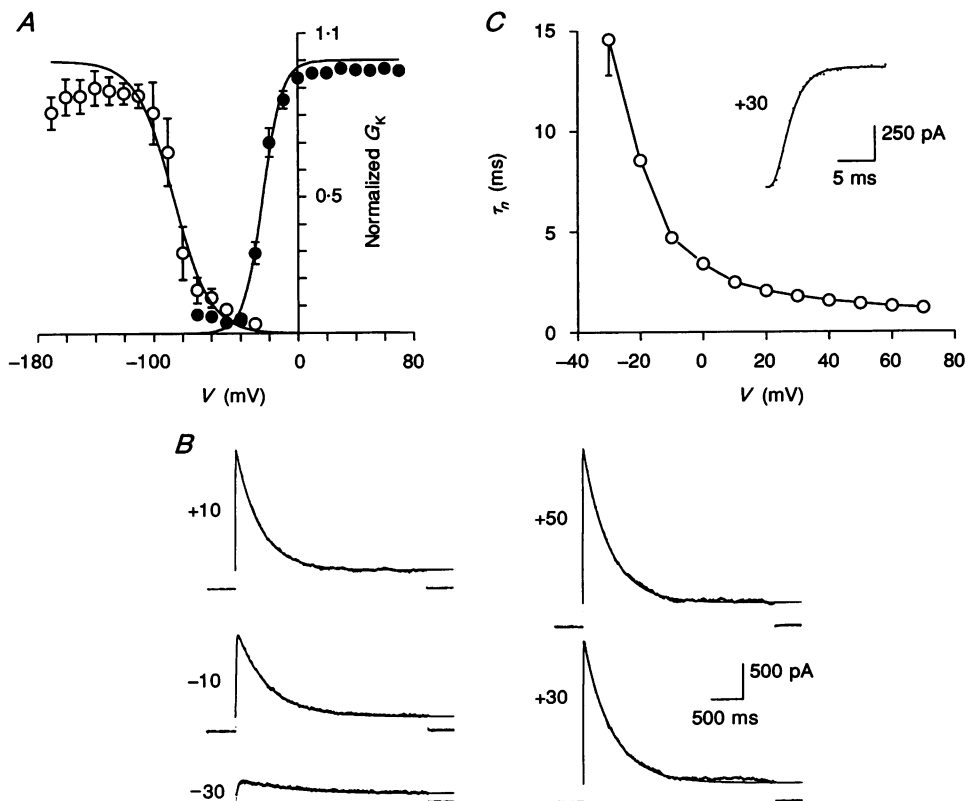 A
1·1
0·5
Normalized G_K
−170
−100
0
80
V (mV)
C
15
10
5
0
τ_n (ms)
−40
−20
0
20
40
60
80
V (mV)
+30
250 pA
5 ms
B
+10
−10
−30
+50
+30
500 pA
500 ms